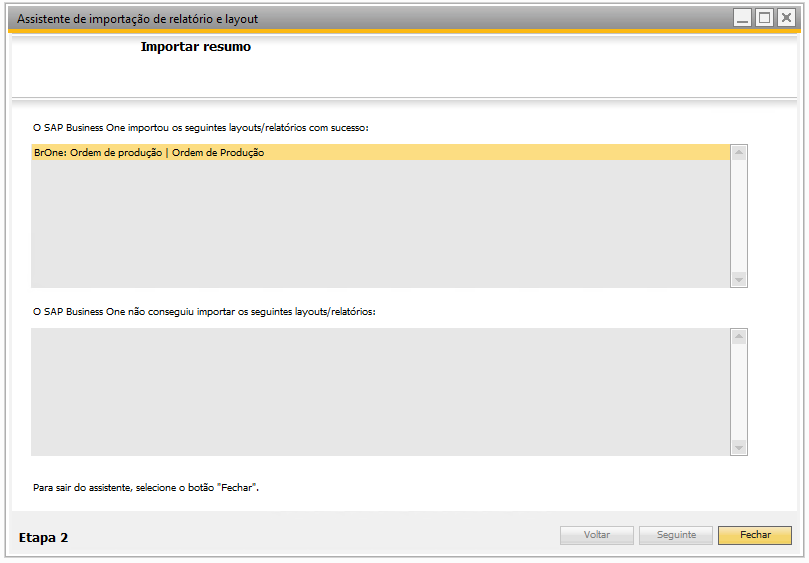 Assistente de importação de relatório e layout
Importar resumo
O SAP Business One importou os seguintes layouts/relatórios com sucesso:
BrOne: Ordem de produção | Ordem de Produção
O SAP Business One não conseguiu importar os seguintes layouts/relatórios:
Para sair do assistente, selecione o botão "Fechar".
Etapa 2
Voltar
Seguinte
Fechar